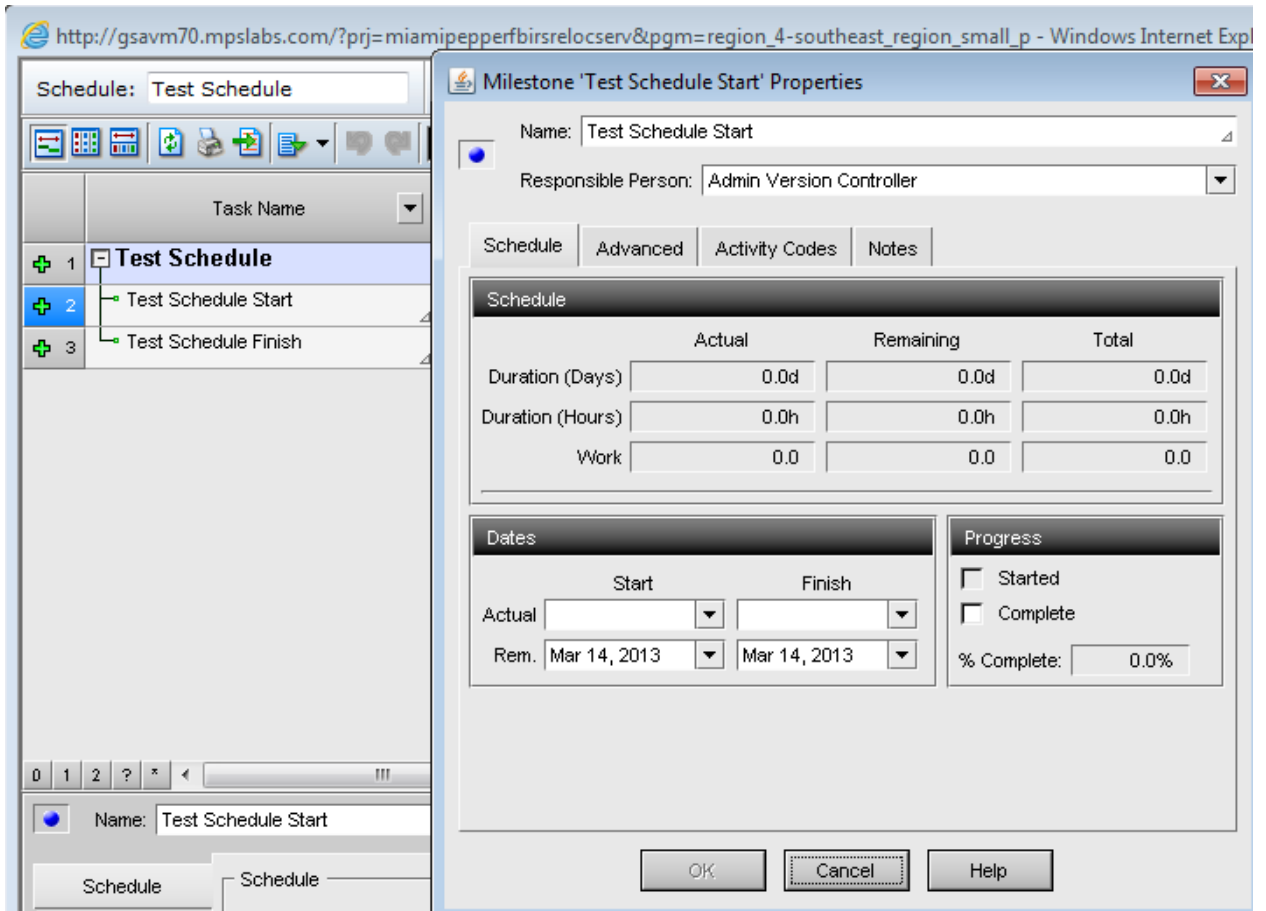 http://gsavm70.mpslabs.com/?prj=miamipepperfbirsrelocserv&pgm=region_4-southeast_region_small_p - Windows Internet Expl
Schedule: Test Schedule
Task Name
1 Test Schedule
2 Test Schedule Start
3 Test Schedule Finish
0 1 2 ? *
Name: Test Schedule Start
Schedule
Schedule
Milestone 'Test Schedule Start' Properties
Name: Test Schedule Start
Responsible Person: Admin Version Controller
Schedule Advanced Activity Codes Notes
Schedule
Actual Remaining Total
Duration (Days) 0.0d 0.0d 0.0d
Duration (Hours) 0.0h 0.0h 0.0h
Work 0.0 0.0 0.0
Dates
Start Finish
Actual
Rem. Mar 14, 2013 Mar 14, 2013
Progress
Started
Complete
% Complete: 0.0%
OK Cancel Help